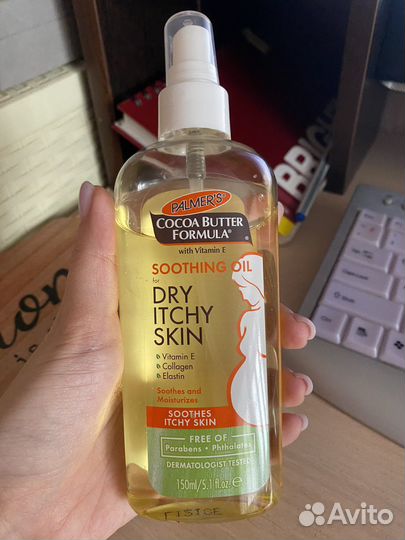 PALMER'S®
COCOA BUTTER
FORMULA®
with Vitamin E
SOOTHING OIL
for
DRY
ITCHY
SKIN
Vitamin E
Collagen
Elastin
Soothes and
Moisturizes
SOOTHES
ITCHY SKIN
FREE OF
Parabens • Phthalates
DERMATOLOGIST TESTED
150ml/5.1 fl.oz. e
Avito